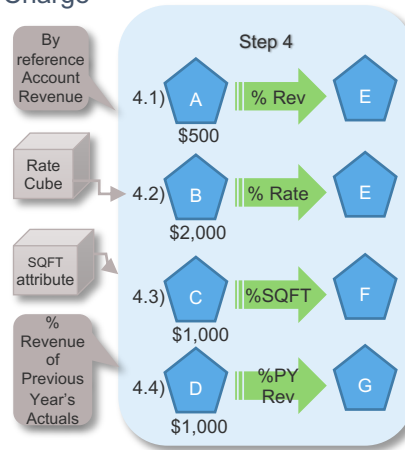 Charge
By
reference
Account
Revenue
Step 4
4.1) A % Rev E
$500
Rate
Cube
4.2) B % Rate E
$2,000
SQFT
attribute
4.3) C %SQFT F
$1,000
%
Revenue
of
Previous
Year's
Actuals
4.4) D %PY
Rev G
$1,000